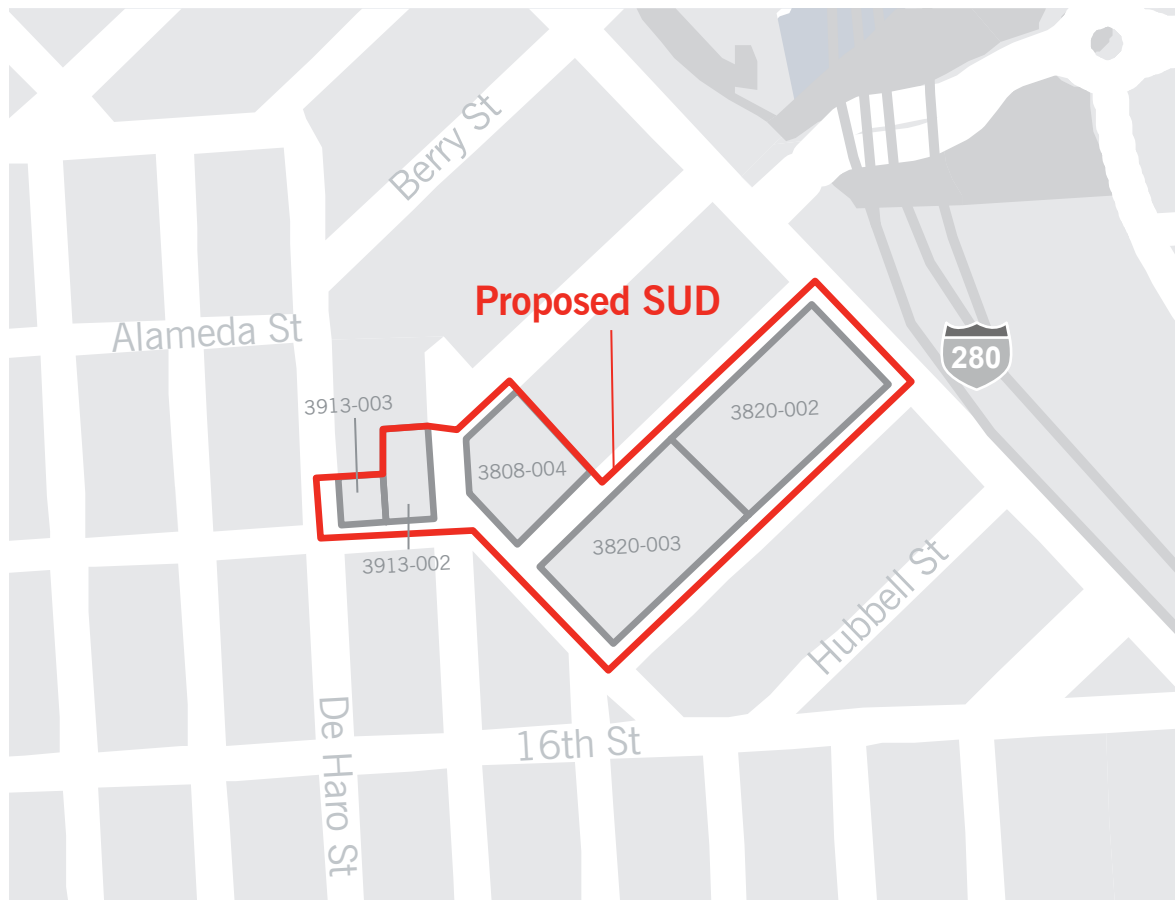 Berry St
Proposed SUD
Alameda St
280
3913-003
3820-002
3808-004
3820-003
3913-002
Hubbell St
De Haro St
16th St